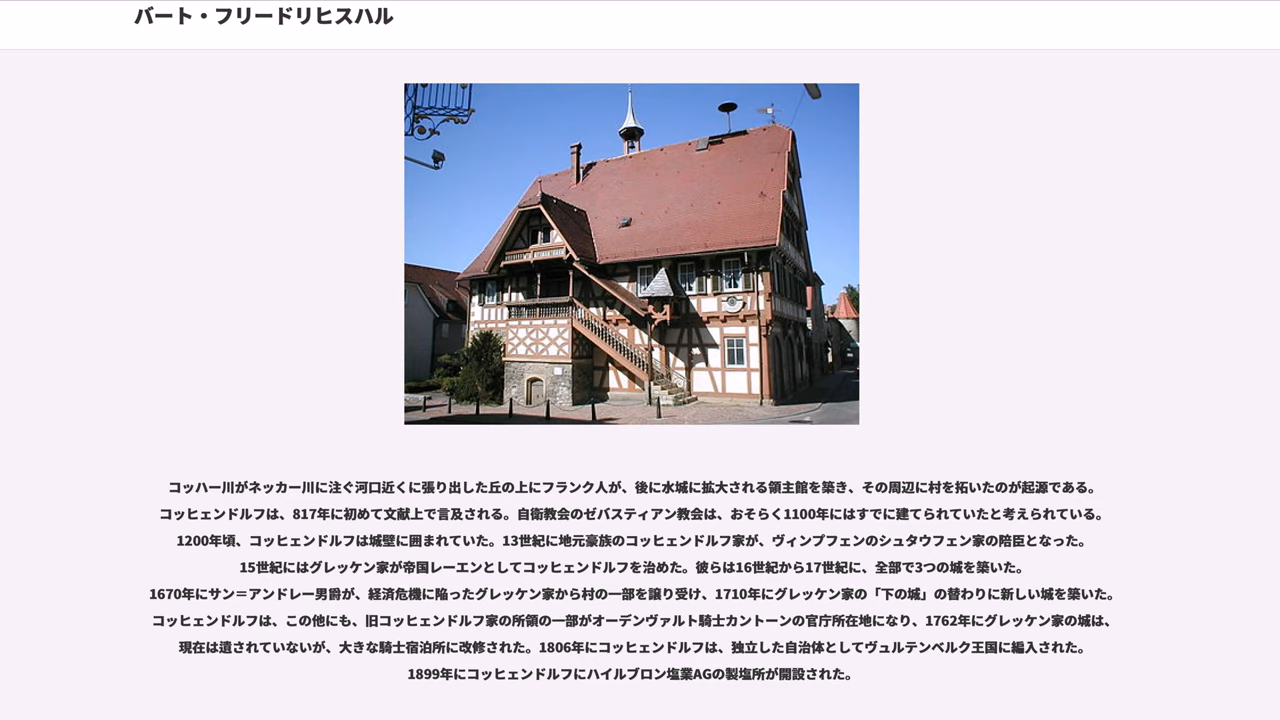 バート・フリードリヒスハル
コッハー川がネッカー川に注ぐ河口近くに張り出した丘の上にフランク人が、後に水城に拡大される領主館を築き、その周辺に村を拓いたのが起源である。
コッヒェンドルフは、817年に初めて文献上で言及される。自衛教会のゼバスティアン教会は、おそらく1100年にはすでに建てられていたと考えられている。
1200年頃、コッヒェンドルフは城壁に囲まれていた。13世紀に地元豪族のコッヒェンドルフ家が、ヴィンプフェンのシュタウフェン家の陪臣となった。
15世紀にはグレッケン家が帝国レーエンとしてコッヒェンドルフを治めた。彼らは16世紀から17世紀に、全部で3つの城を築いた。
1670年にサン＝アンドレー男爵が、経済危機に陥ったグレッケン家から村の一部を譲り受け、1710年にグレッケン家の「下の城」の替わりに新しい城を築いた。
コッヒェンドルフは、この他にも、旧コッヒェンドルフ家の所領の一部がオーデンヴァルト騎士カントーンの官庁所在地になり、1762年にグレッケン家の城は、
現在は遺されていないが、大きな騎士宿泊所に改修された。1806年にコッヒェンドルフは、独立した自治体としてヴュルテンベルク王国に編入された。
1899年にコッヒェンドルフにハイルブロン塩業AGの製塩所が開設された。